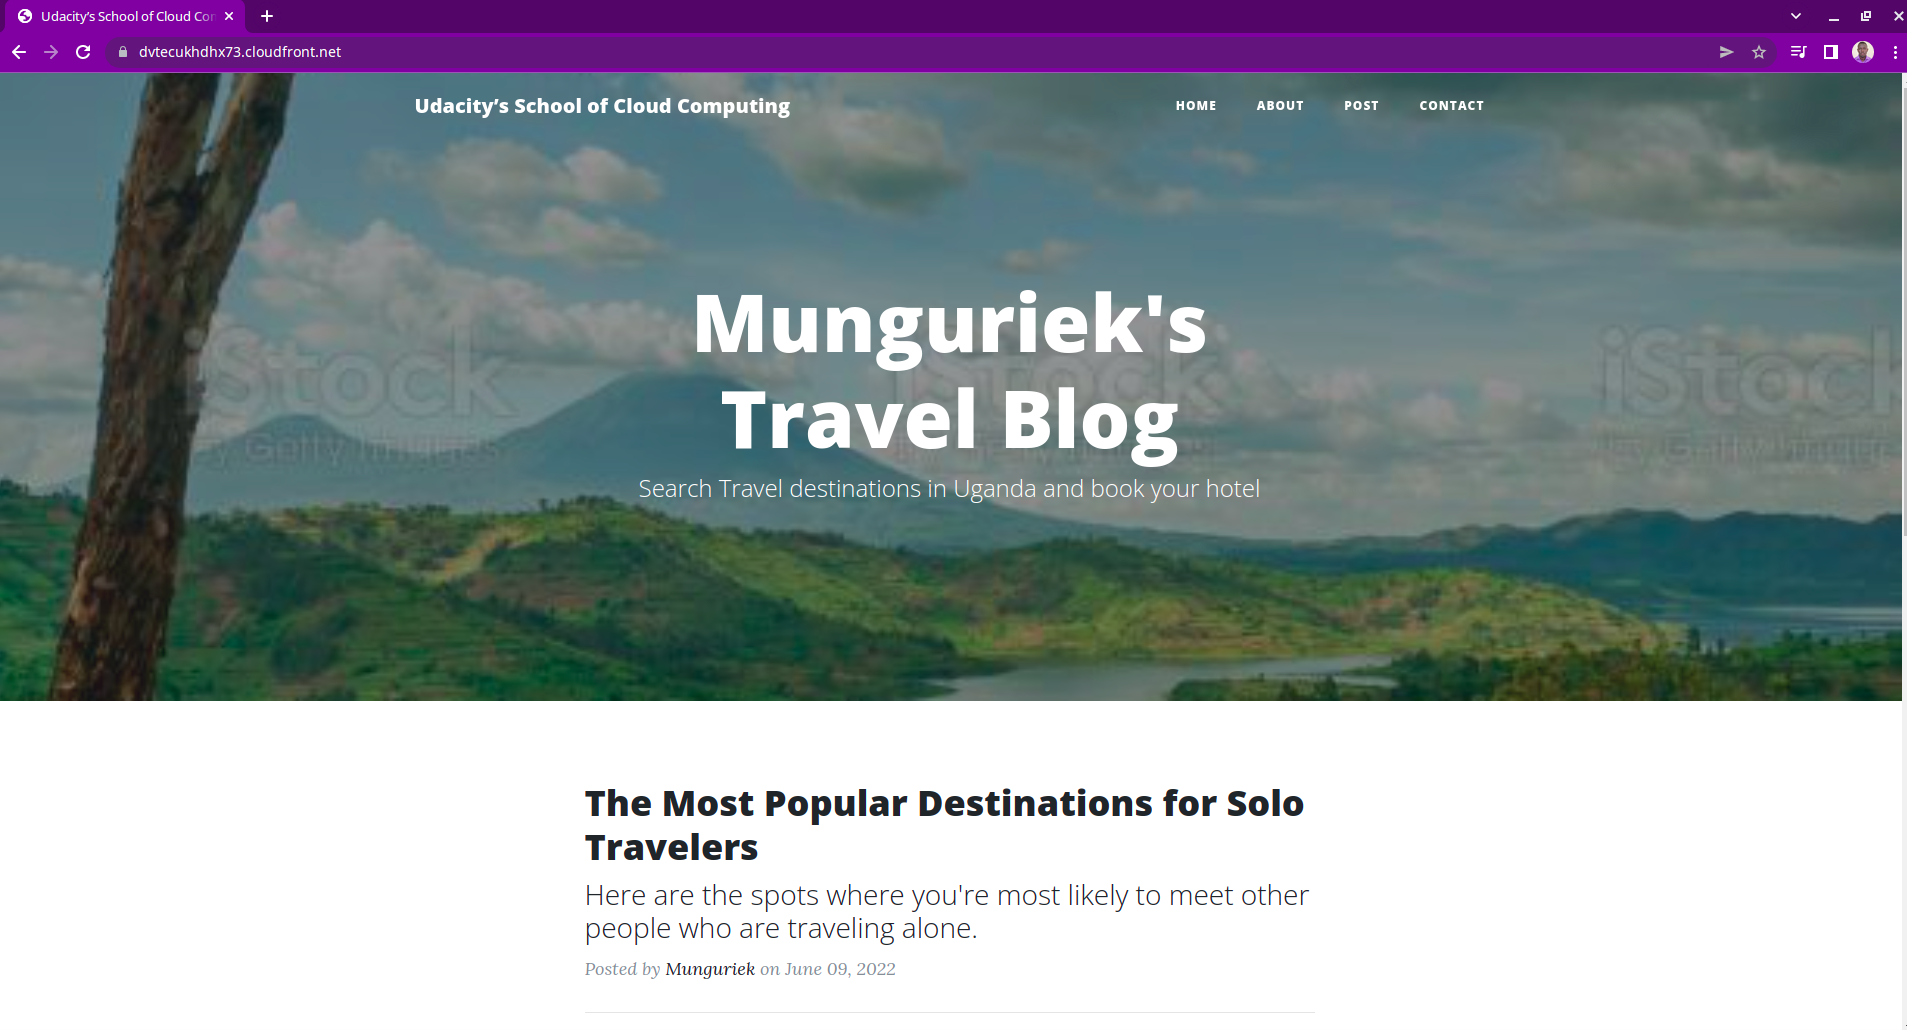 Udacity’s School of Cloud Co
dvtecukhdhx73.cloudfront.net
Udacity’s School of Cloud Computing
HOME ABOUT POST CONTACT
iStock
iStock
iStock
by Getty Images
Munguriek's
Travel Blog
Search Travel destinations in Uganda and book your hotel
The Most Popular Destinations for Solo
Travelers
Here are the spots where you're most likely to meet other
people who are traveling alone.
Posted by Munguriek on June 09, 2022